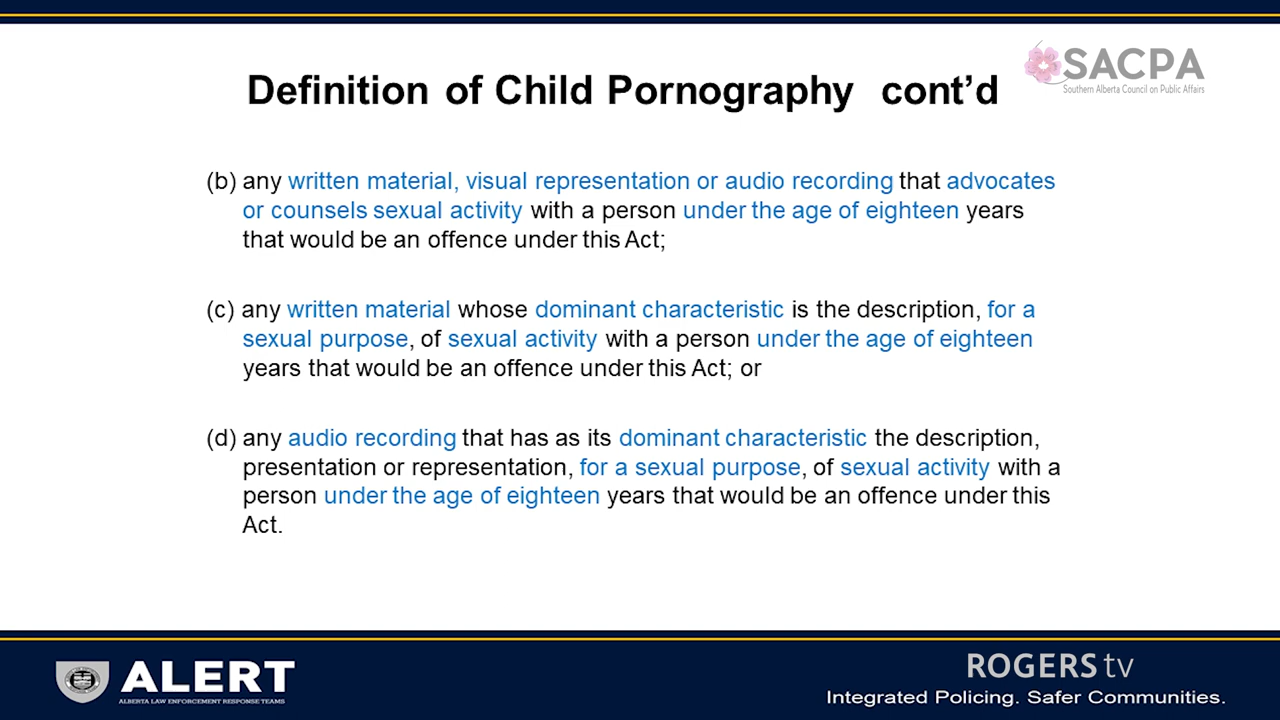 SACPA
Southern Alberta Council on Public Affairs
Definition of Child Pornography cont’d
(b) any written material, visual representation or audio recording that advocates
or counsels sexual activity with a person under the age of eighteen years
that would be an offence under this Act;
(c) any written material whose dominant characteristic is the description, for a
sexual purpose, of sexual activity with a person under the age of eighteen
years that would be an offence under this Act; or
(d) any audio recording that has as its dominant characteristic the description,
presentation or representation, for a sexual purpose, of sexual activity with a
person under the age of eighteen years that would be an offence under this
Act.
ALERT
ALBERTA LAW ENFORCEMENT RESPONSE TEAMS
ROGERS tv
Integrated Policing. Safer Communities.